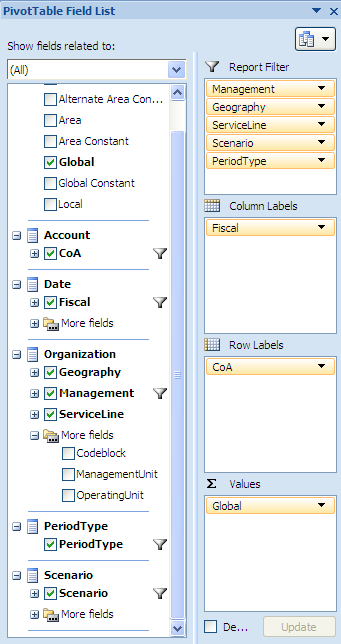 PivotTable Field List
Show fields related to:
(All)
Alternate Area Con...
Area
Area Constant
Global
Global Constant
Local
Account
CoA
Date
Fiscal
More fields
Organization
Geography
Management
ServiceLine
More fields
Codeblock
ManagementUnit
OperatingUnit
PeriodType
PeriodType
Scenario
Scenario
More fields
Report Filter
Management
Geography
ServiceLine
Scenario
PeriodType
Column Labels
Fiscal
Row Labels
CoA
Σ Values
Global
De...
Update